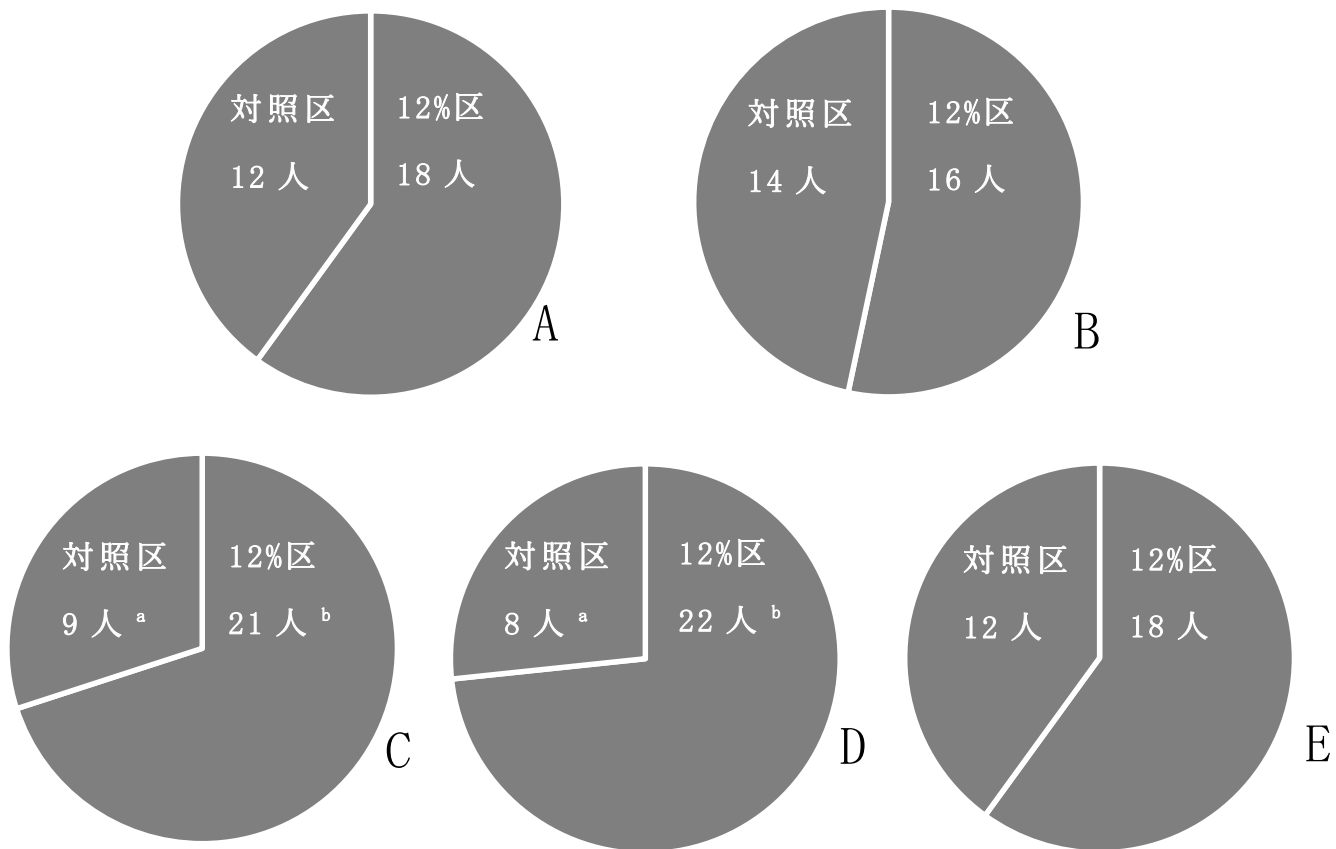 対照区
12 人
12%区
18 人
A
対照区
14 人
12%区
16 人
B
対照区
9 人 a
12%区
21 人 b
C
対照区
8 人 a
12%区
22 人 b
D
対照区
12 人
12%区
18 人
E